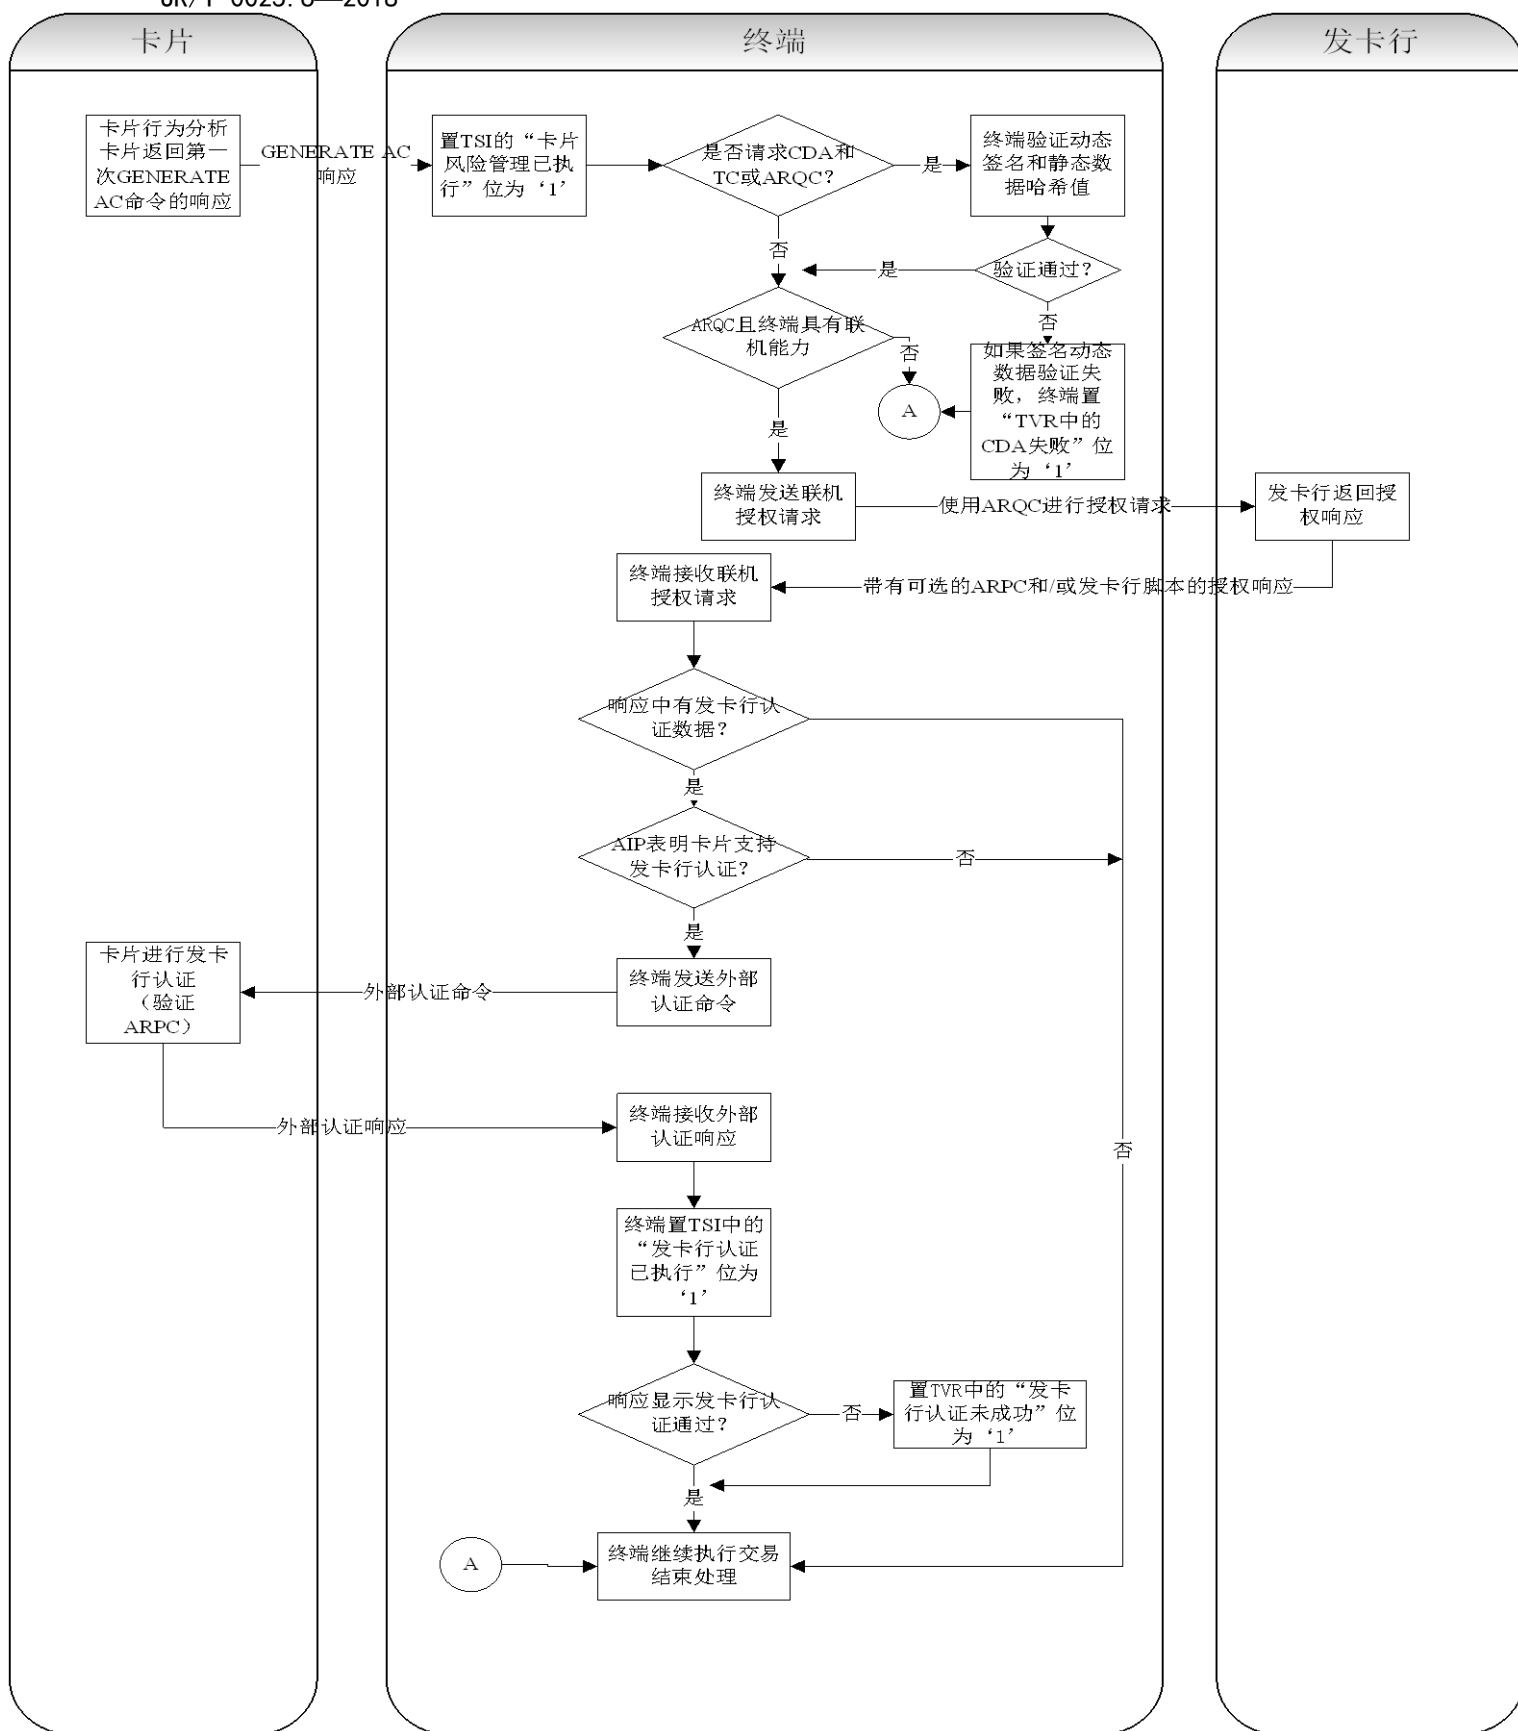 卡片
终端
发卡行
卡片行为分析
卡片返回第一
次GENERATE
AC命令的响应
GENERATE AC
响应
置TSI的“卡片
风险管理已执
行”位为‘1’
是否请求CDA和
TC或ARQC?
是
终端验证动态
签名和静态数
据哈希值
否
是
验证通过?
否
ARQC且终端具有联
机能力
否
A
如果签名动态
数据验证失
败，终端置
“TVR中的
CDA失败”位
为‘1’
是
终端发送联机
授权请求
使用ARQC进行授权请求
发卡行返回授
权响应
终端接收联机
授权请求
带有可选的ARPC和/或发卡行脚本的授权响应
响应中有发卡行认
证数据?
是
AIP表明卡片支持
发卡行认证?
否
是
卡片进行发卡
行认证
（验证
ARPC）
外部认证命令
终端发送外部
认证命令
外部认证响应
终端接收外部
认证响应
否
终端置TSI中的
“发卡行认证
已执行”位为
‘1’
响应显示发卡行认
证通过?
否
置TVR中的“发卡
行认证未成功”位
为‘1’
是
A
终端继续执行交易
结束处理